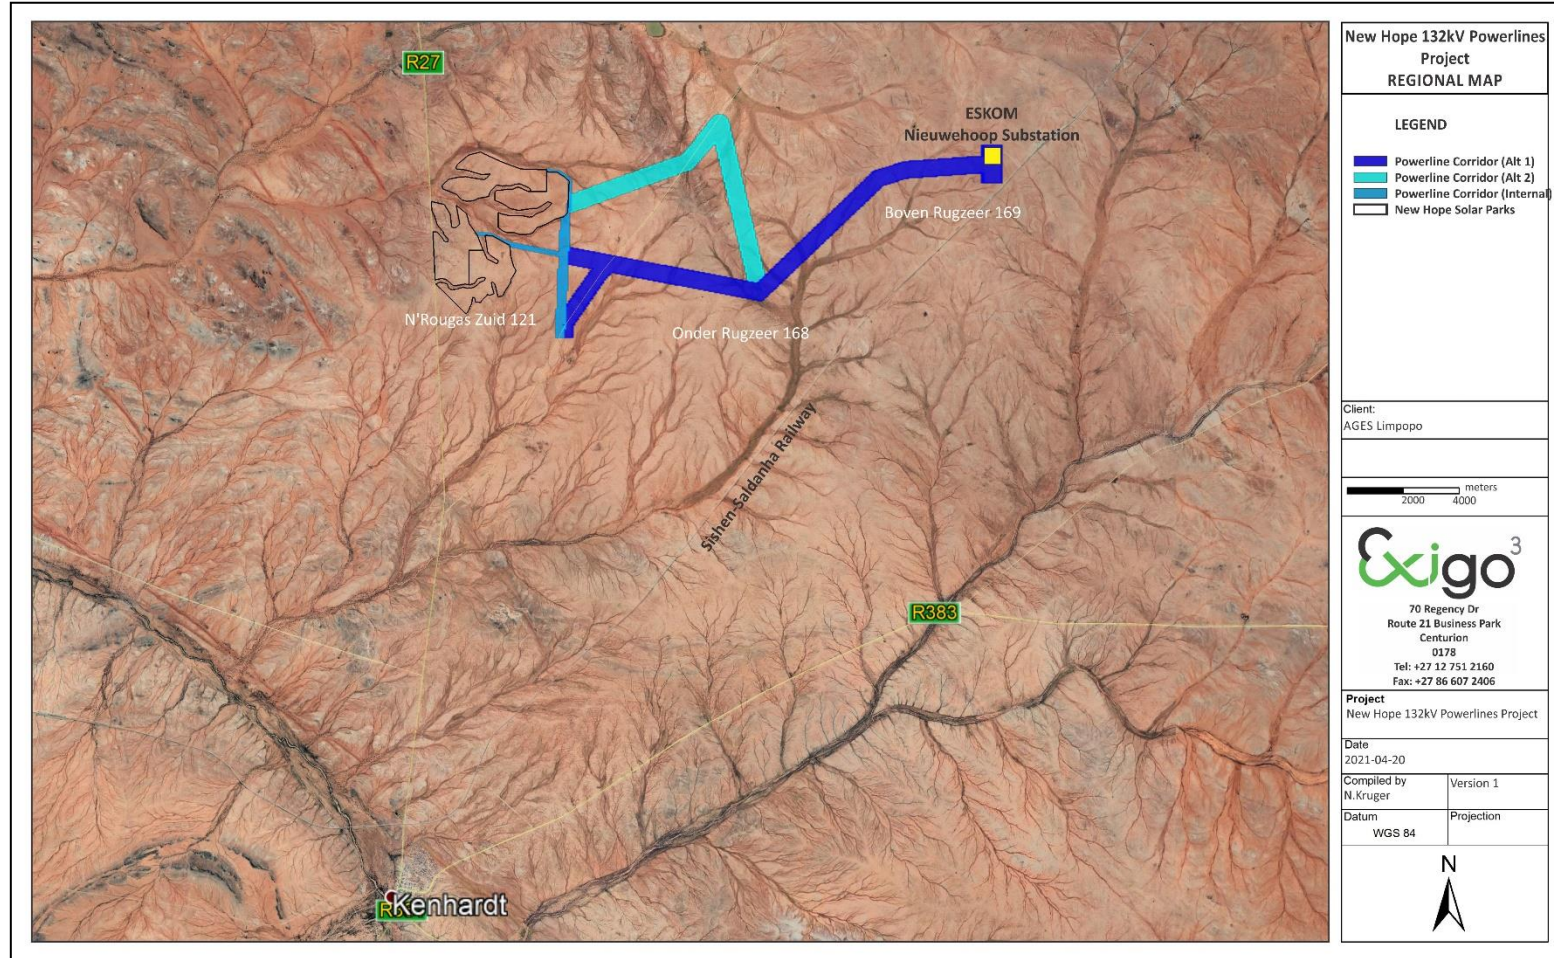 R27
ESKOM
Nieuwehoop Substation
Boven Rugzeer 169
N'Rougas Zuid 121
Onder Rugzeer 168
Sishen-Saldanha Railway
R383
Kenhardt
New Hope 132kV Powerlines
Project
REGIONAL MAP
LEGEND
Powerline Corridor (Alt 1)
Powerline Corridor (Alt 2)
Powerline Corridor (Internal)
New Hope Solar Parks
Client:
AGES Limpopo
meters
2000 4000
Exigo3
70 Regency Dr
Route 21 Business Park
Centurion
0178
Tel: +27 12 751 2160
Fax: +27 86 607 2406
Project
New Hope 132kV Powerlines Project
Date
2021-04-20
Compiled by
N.Kruger
Version 1
Datum
WGS 84
Projection
N